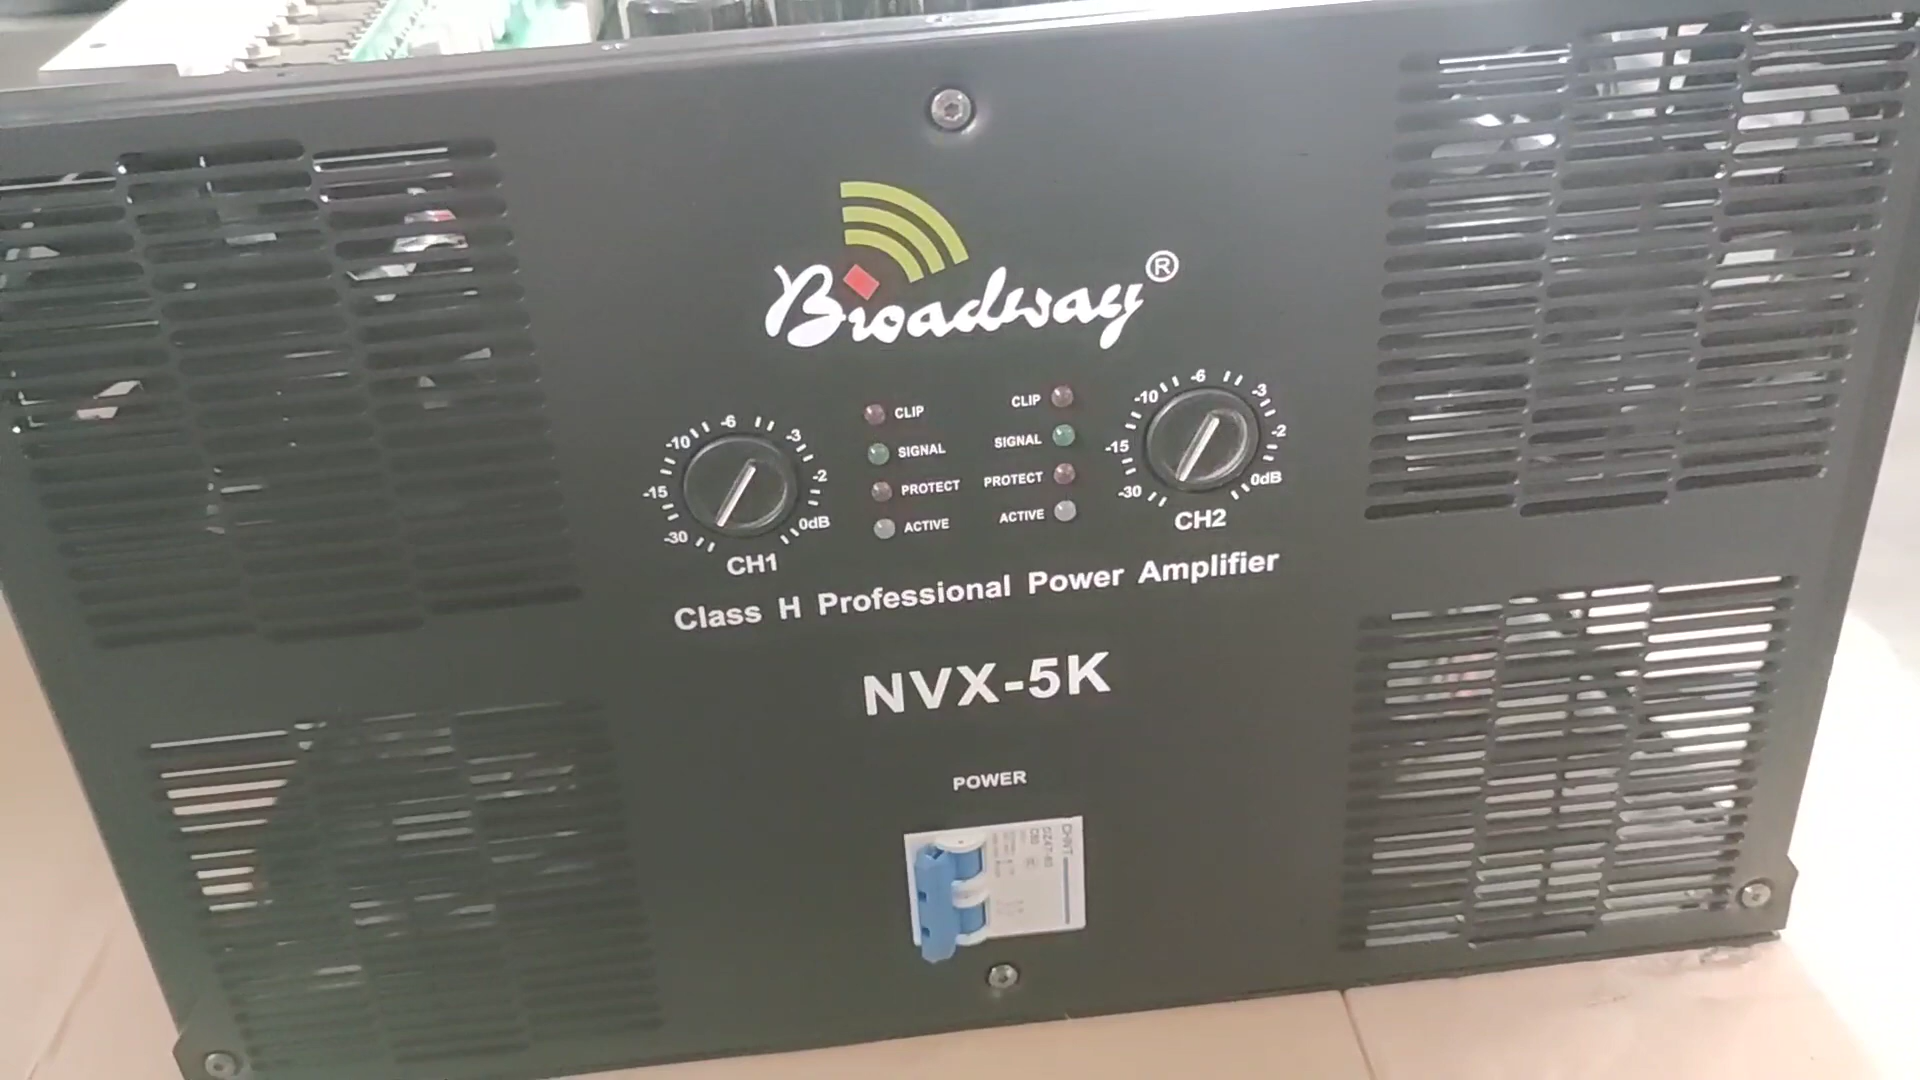 Broadway®
-30 -15 -10 -6 -3 -2 0dB
CH1
CLIP
SIGNAL
PROTECT
ACTIVE
CLIP
SIGNAL
PROTECT
ACTIVE
-30 -15 -10 -6 -3 -2 0dB
CH2
Class H Professional Power Amplifier
NVX-5K
POWER
CHNT